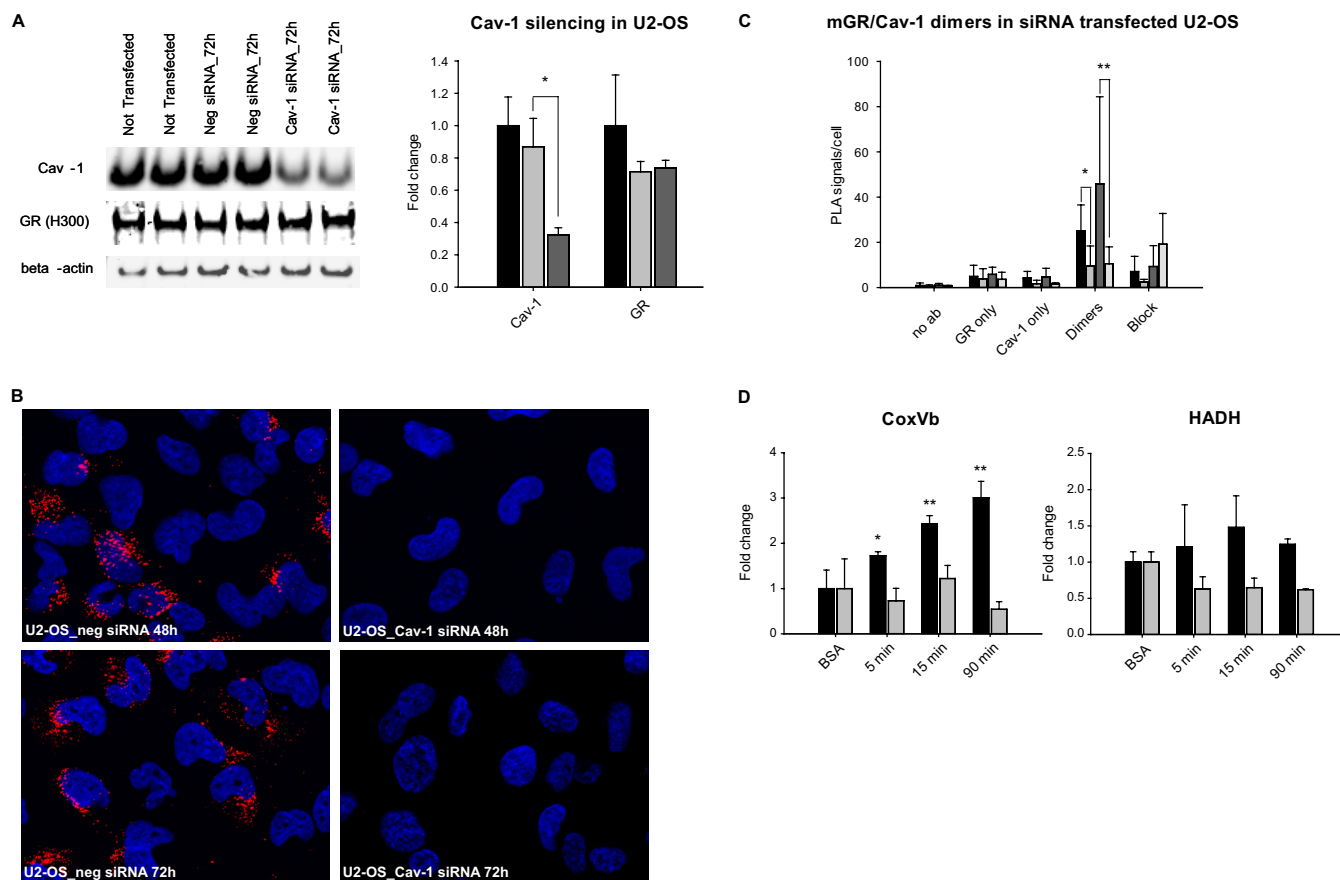 A
Not Transfected
Not Transfected
Neg siRNA_72h
Neg siRNA_72h
Cav-1 siRNA_72h
Cav-1 siRNA_72h
Cav -1
GR (H300)
beta -actin
Cav-1 silencing in U2-OS
Fold change
1.4
1.2
1.0
0.8
0.6
0.4
0.2
0.0
*
Cav-1
GR
C
mGR/Cav-1 dimers in siRNA transfected U2-OS
PLA signals/cell
100
80
60
40
20
0
*
**
no ab
GR only
Cav-1 only
Dimers
Block
B
U2-OS_neg siRNA 48h
U2-OS_Cav-1 siRNA 48h
U2-OS_neg siRNA 72h
U2-OS_Cav-1 siRNA 72h
D
CoxVb
Fold change
4
3
2
1
0
*
**
**
BSA
5 min
15 min
90 min
HADH
Fold change
2.5
2.0
1.5
1.0
0.5
0.0
BSA
5 min
15 min
90 min